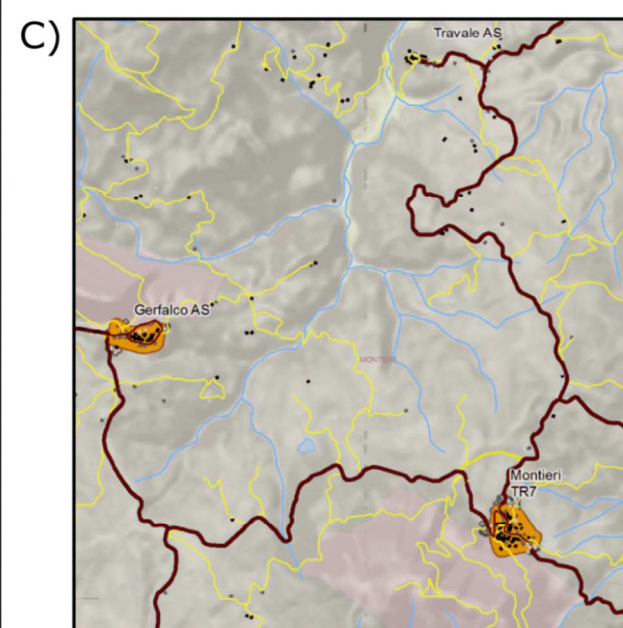 C)
Travale AS
Gerfalco AS
MONTIERI
Montieri
TR7